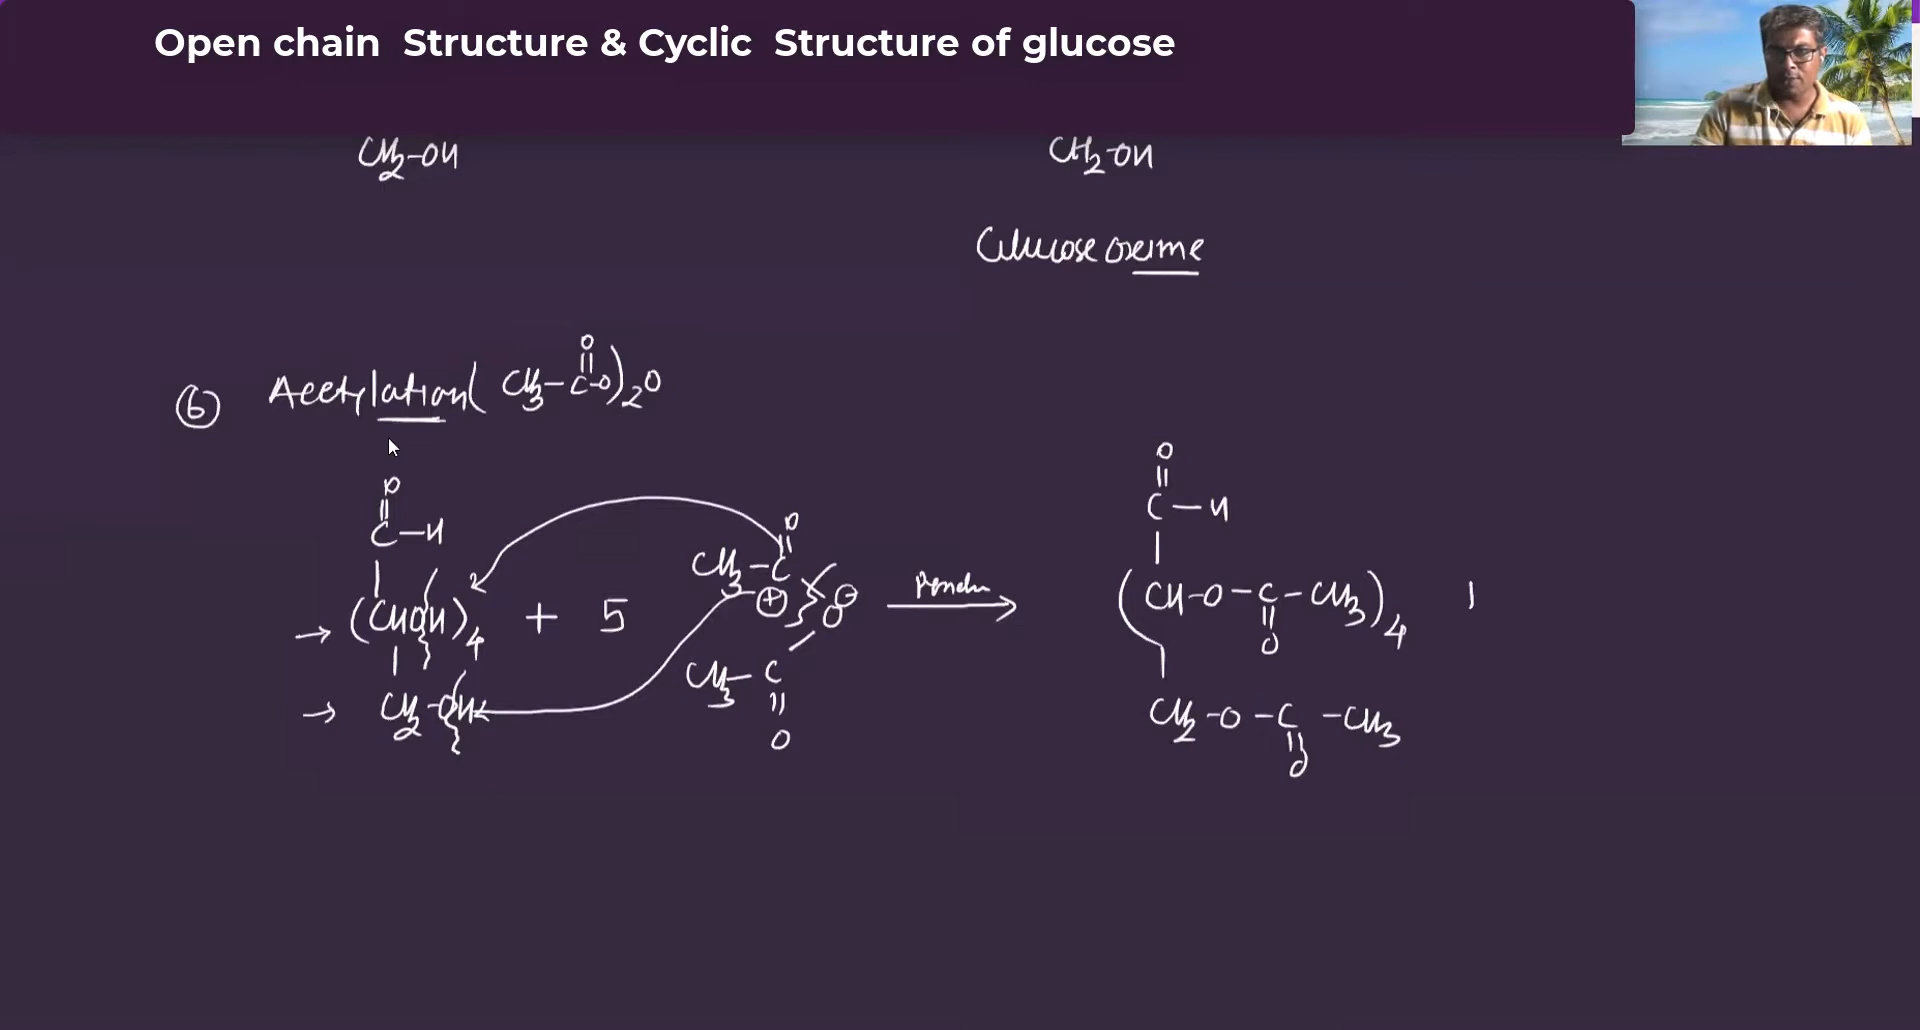 Open chain Structure & Cyclic Structure of glucose
CH2-OH CH2-OH
Glucose oxime
⑥ Acetylation (CH3-C-O)2O
O
||
O O
|| ||
C-H C-H
| |
O
||
CH3-C
→ (CHOH)4 + 5 ⊕ O ⊖ → (CH-O-C-CH3)4 1
| || |
O
CH3-C
|| 
O
→ CH2-OH CH2-O-C-CH3
||
O